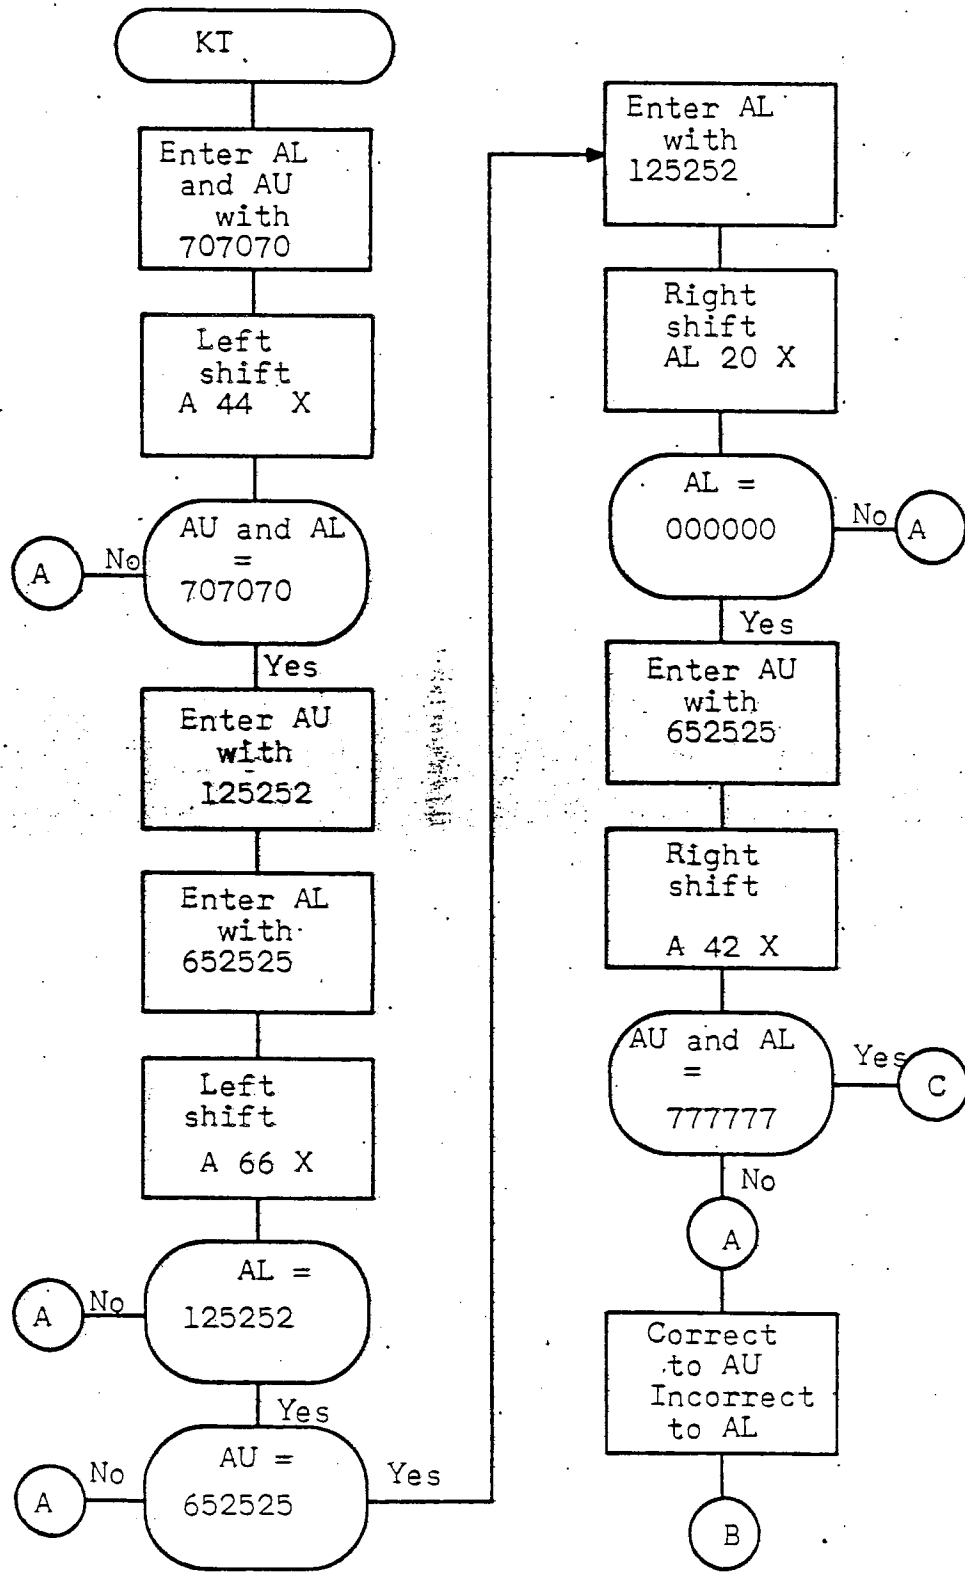 KT
Enter AL
and AU
with
707070
Left
shift
A 44 X
AU and AL
=
707070
No
A
Yes
Enter AU
with
125252
Enter AL
with
652525
Left
shift
A 66 X
AL =
125252
No
A
Yes
AU =
652525
No
A
Yes
Enter AL
with
125252
Right
shift
AL 20 X
AL =
000000
No
A
Yes
Enter AU
with
652525
Right
shift
A 42 X
AU and AL
=
777777
Yes
C
No
A
Correct
to AU
Incorrect
to AL
B